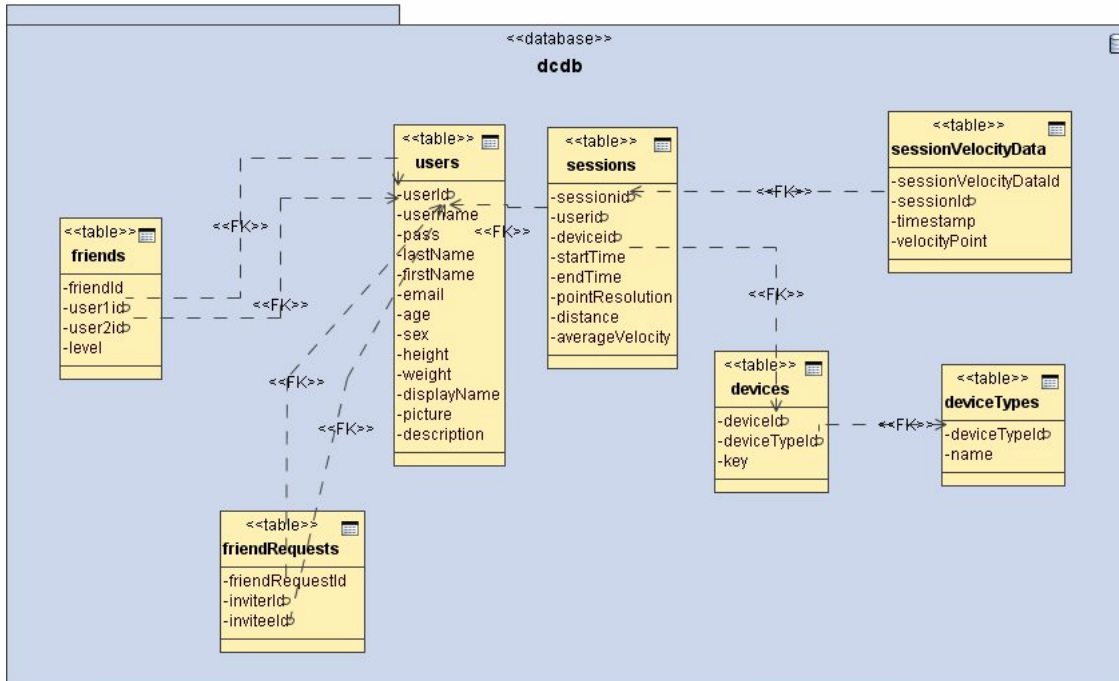 <<database>>
dcdb
<<table>>
users
-userId
-username
-pass
-lastName
-firstName
-email
-age
-sex
-height
-weight
-displayName
-picture
-description
<<table>>
sessions
-sessionid
-userid
-deviceid
-startTime
-endTime
-pointResolution
-distance
-averageVelocity
<<table>>
sessionVelocityData
-sessionVelocityDataId
-sessionId
-timestamp
-velocityPoint
<<FK>>
<<FK>>
<<FK>>
<<table>>
friends
-friendId
-user1id
-user2id
-level
<<FK>>
<<FK>>
<<table>>
devices
-deviceId
-deviceTypeId
-key
<<FK>>
<<table>>
deviceTypes
-deviceTypeId
-name
<<FK>>
<<FK>>
<<table>>
friendRequests
-friendRequestId
-inviterId
-inviteeId